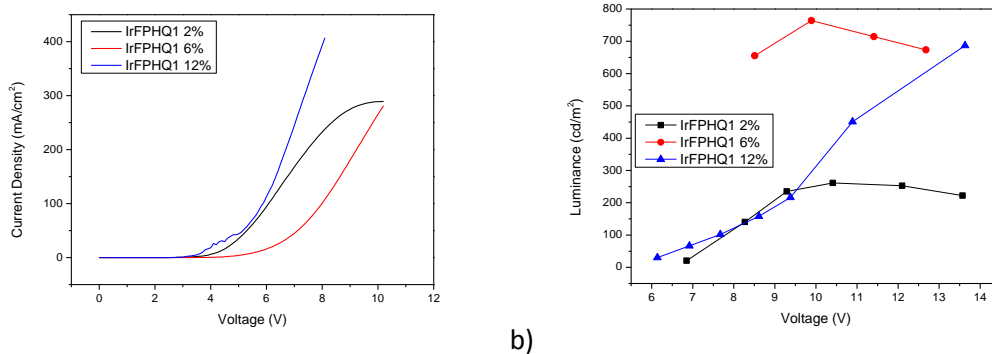 IrFPHQ1 2%
IrFPHQ1 6%
IrFPHQ1 12%
400
300
200
100
0
Current Density (mA/cm²)
0 2 4 6 8 10 12
Voltage (V)
b)
800
700
600
500
400
300
200
100
0
Luminance (cd/m²)
IrFPHQ1 2%
IrFPHQ1 6%
IrFPHQ1 12%
6 7 8 9 10 11 12 13 14
Voltage (V)